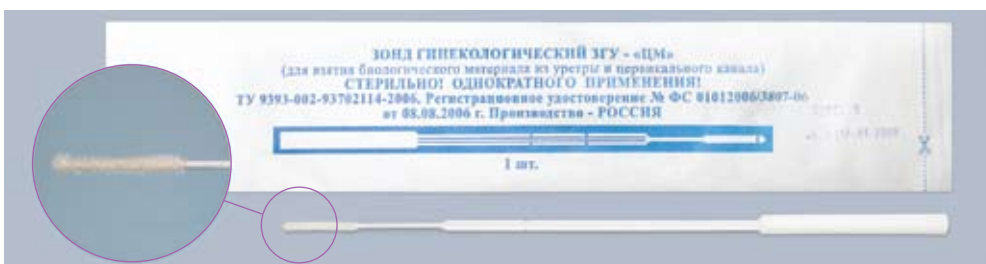 ЗОНД ГИНЕКОЛОГИЧЕСКИЙ ЗГУ - «ЦМ»
(для взятия биологического материала из уретры и цервикального канала)
СТЕРИЛЬНО! ОДНОКРАТНОГО ПРИМЕНЕНИЯ!
ТУ 9393-002-93702114-2006, Регистрационное удостоверение № ФС 01012006/3807-06
от 08.08.2006 г. Производство - РОССИЯ
1 шт.